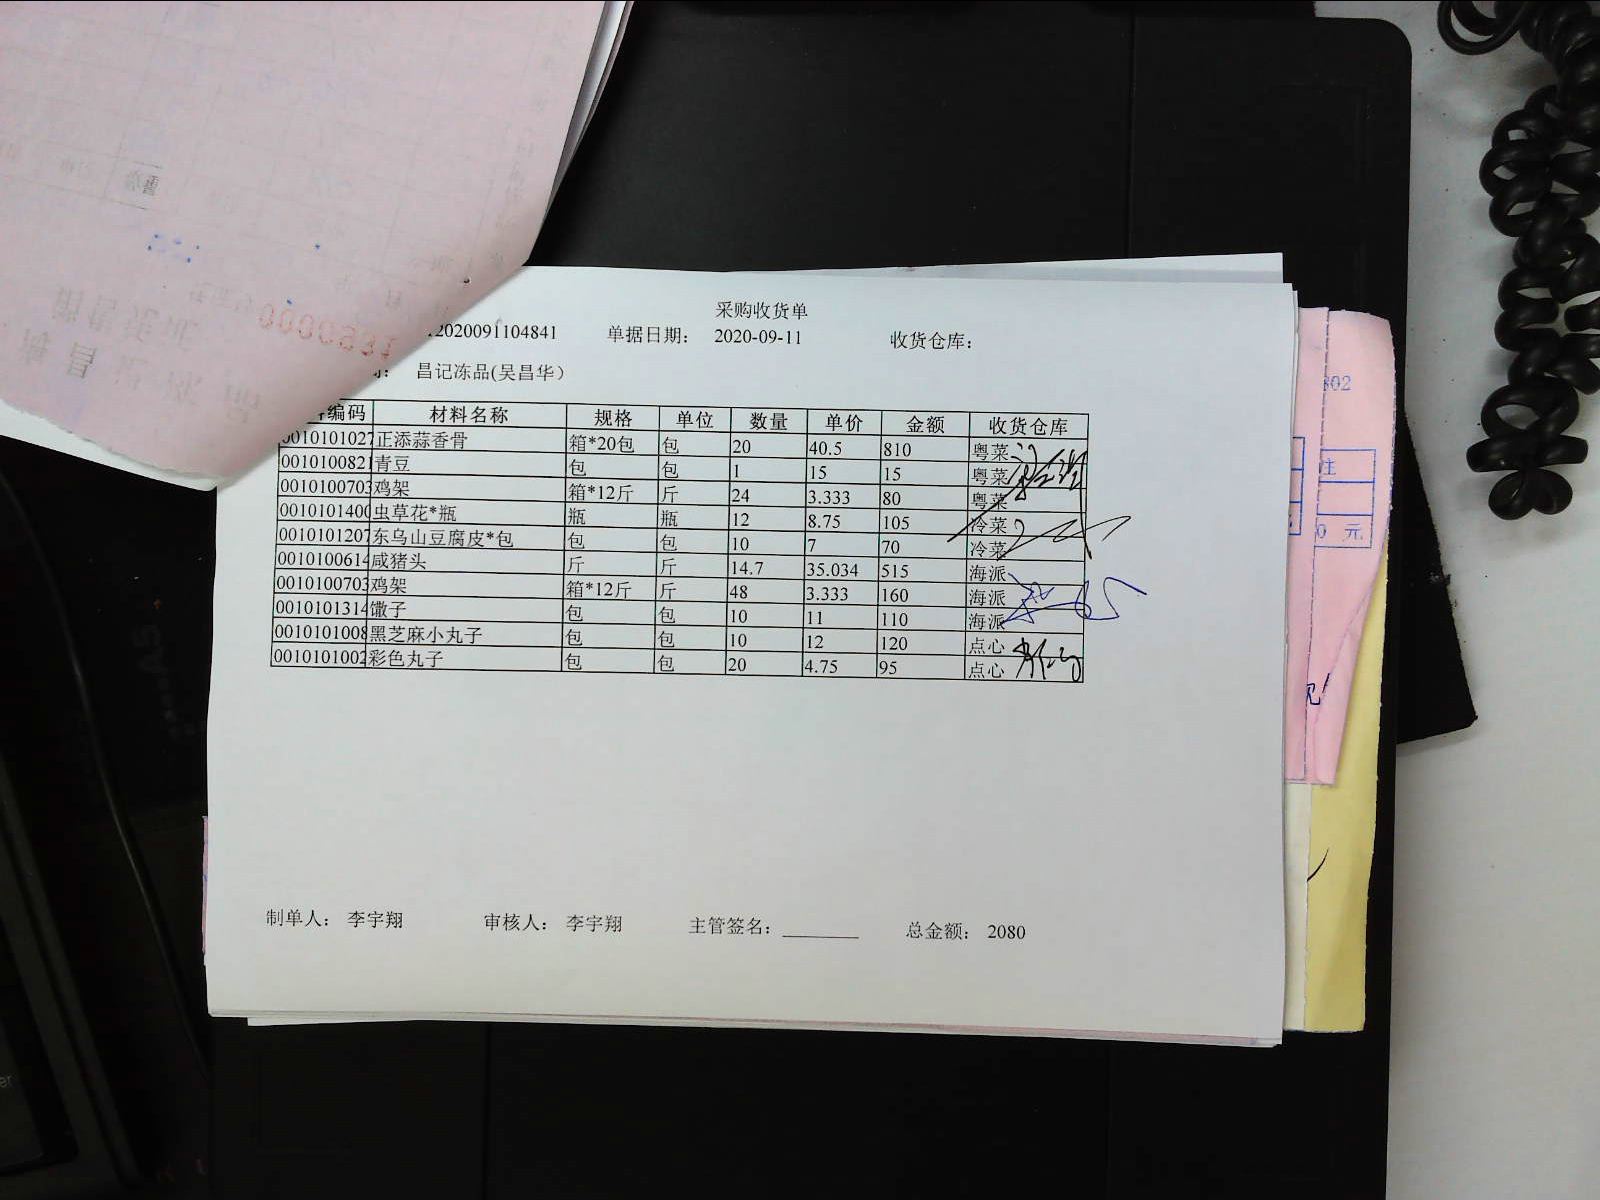 采购收货单
2020091104841 单据日期： 2020-09-11 收货仓库：
昌记冻品(吴昌华)
编码 材料名称 规格 单位 数量 单价 金额 收货仓库
0010101027 正添蒜香骨 箱*20包 包 20 40.5 810 粤菜
0010100821 青豆 包 包 1 15 15 粤菜
0010100703 鸡架 箱*12斤 斤 24 3.333 80 粤菜
0010101400 虫草花*瓶 瓶 瓶 12 8.75 105 冷菜
0010101207 东乌山豆腐皮*包 包 包 10 7 70 冷菜
0010100614 咸猪头 斤 斤 14.7 35.034 515 海派
0010100703 鸡架 箱*12斤 斤 48 3.333 160 海派
0010101314 馓子 包 包 10 11 110 海派
0010101008 黑芝麻小丸子 包 包 10 12 120 点心
0010101002 彩色丸子 包 包 20 4.75 95 点心
制单人： 李宇翔 审核人： 李宇翔 主管签名： 总金额： 2080
0000531
802
注
0 元